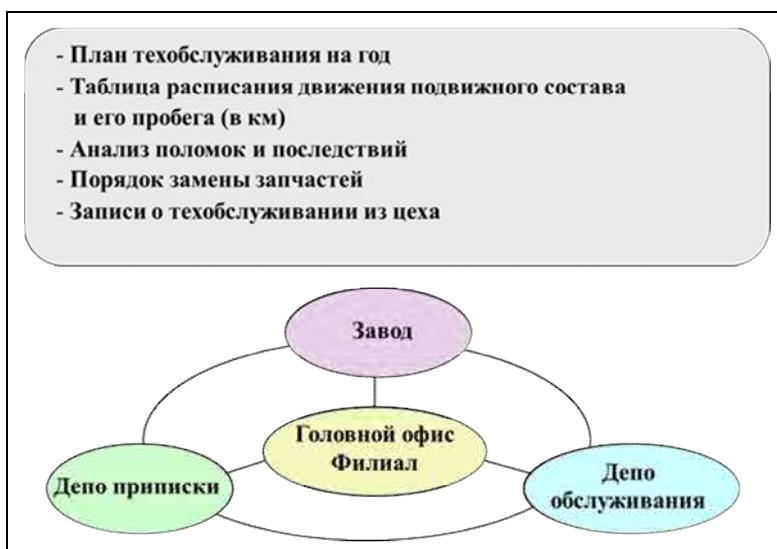 - План техобслуживания на год
- Таблица расписания движения подвижного состава
и его пробега (в км)
- Анализ поломок и последствий
- Порядок замены запчастей
- Записи о техобслуживании из цеха
Завод
Головной офис
Филиал
Депо приписки
Депо
обслуживания